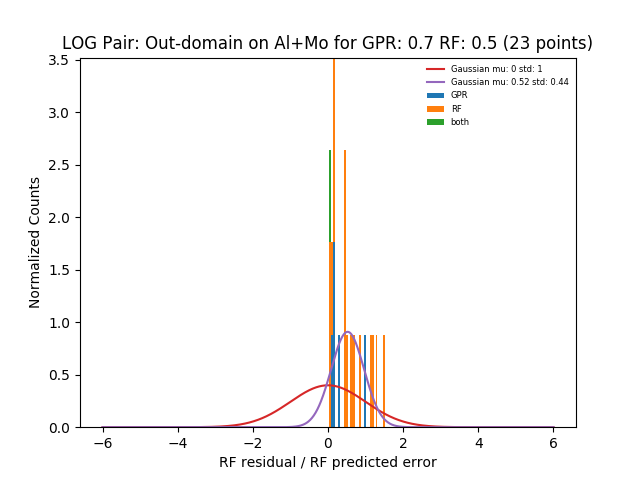 LOG Pair: Out-domain on Al+Mo for GPR: 0.7 RF: 0.5 (23 points)
Gaussian mu: 0 std: 1
Gaussian mu: 0.52 std: 0.44
GPR
RF
both
3.5
3.0
2.5
2.0
1.5
1.0
0.5
0.0
Normalized Counts
−6
−4
−2
0
2
4
6
RF residual / RF predicted error